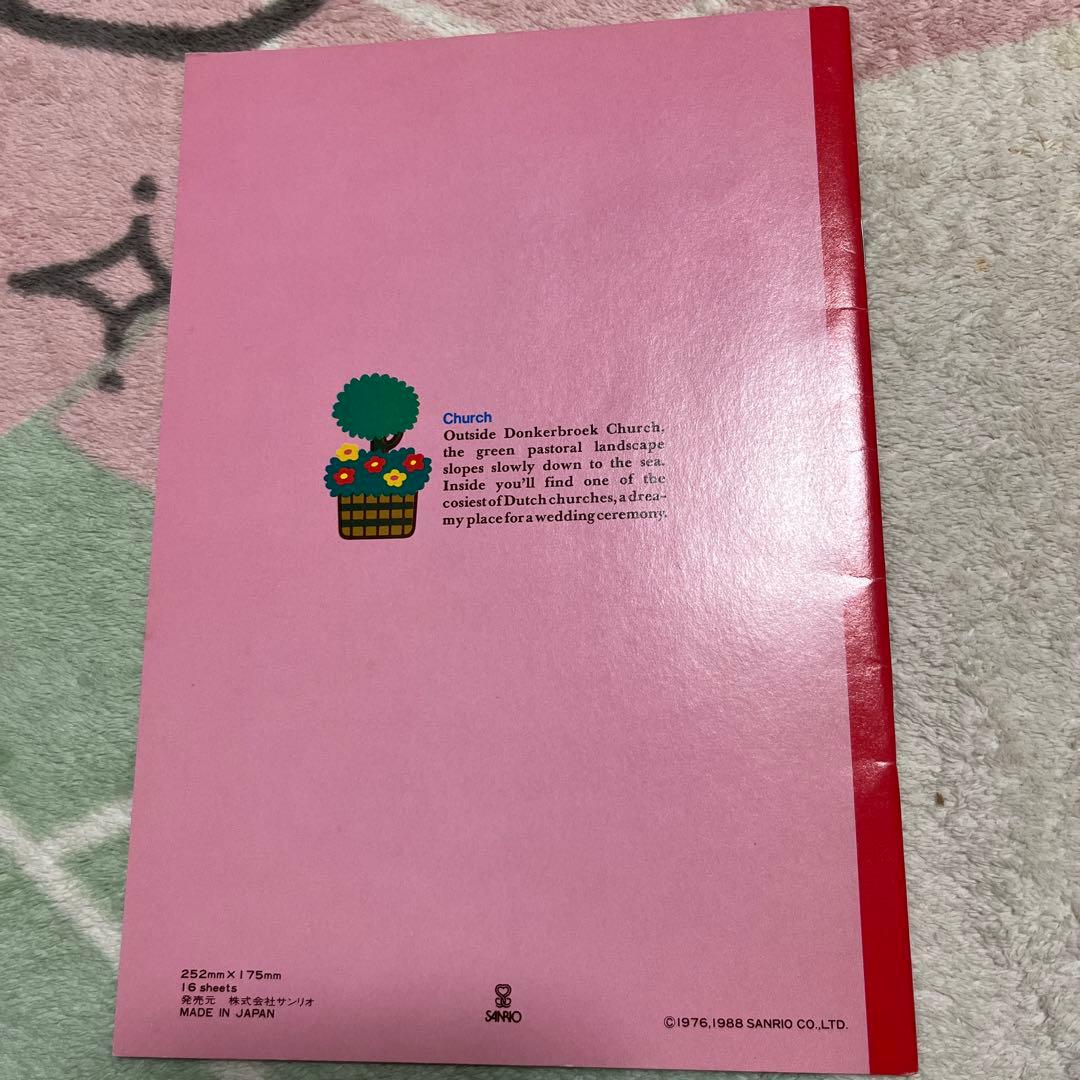 Church
Outside Donkerbroek Church,
the green pastoral landscape
slopes slowly down to the sea.
Inside you'll find one of the
cosiest of Dutch churches, a drea-
my place for a wedding ceremony.
252mm×175mm
16 sheets
発売元 株式会社サンリオ
MADE IN JAPAN
SANRIO
©1976,1988 SANRIO CO.,LTD.